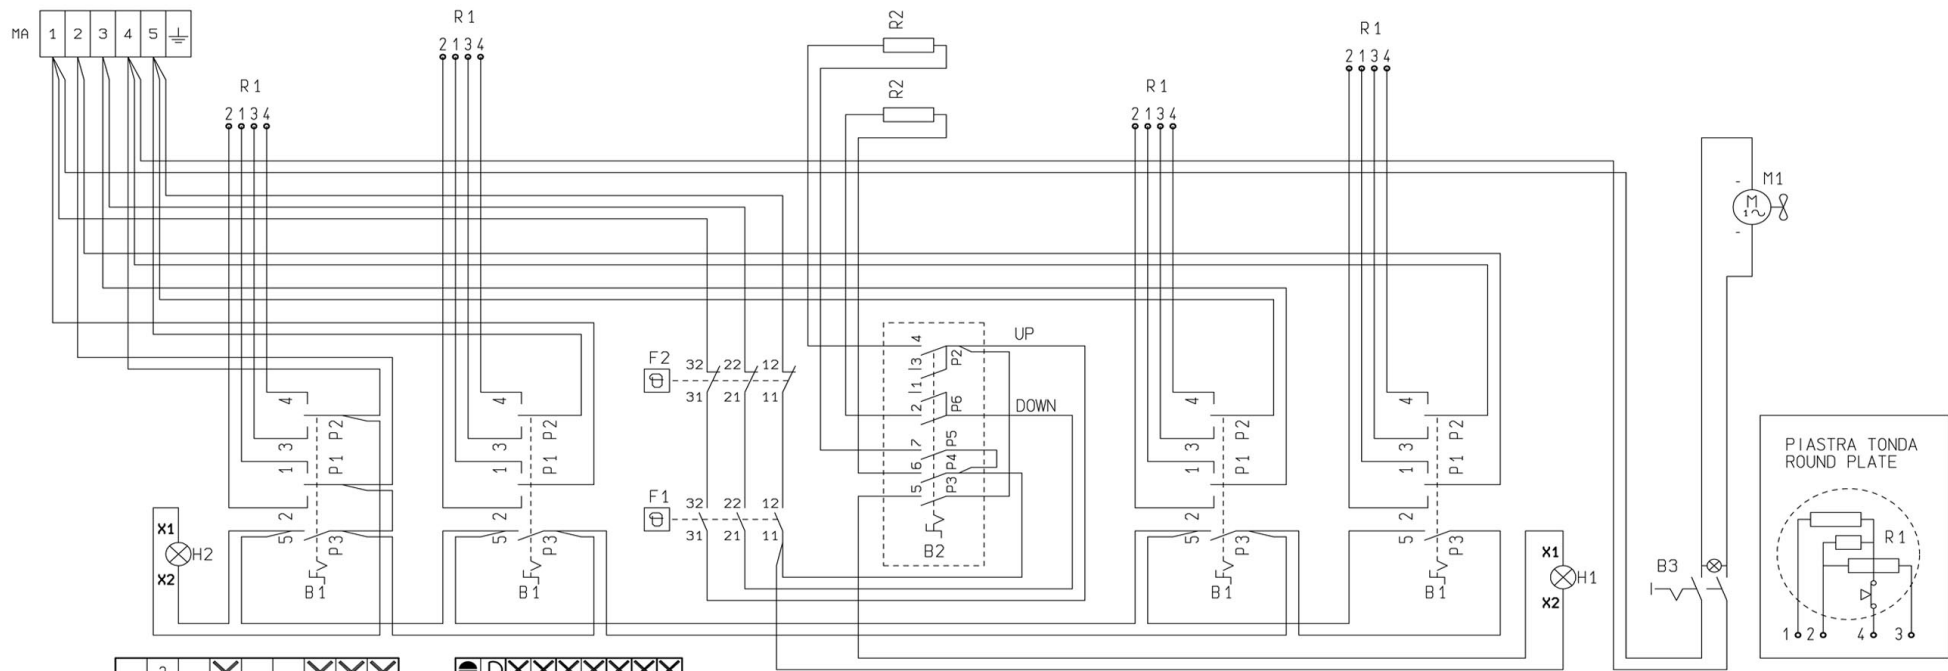 MA 1 2 3 4 5
R1
2 1 3 4
R1
2 1 3 4
R2
R2
R1
2 1 3 4
R1
2 1 3 4
M1
-
M
1~
-
F2
32 22 12
31 21 11
F1
32 22 12
31 21 11
4
3
P2
1
P1
2
5
P3
B1
4
3
P2
1
P1
2
5
P3
B1
X1
H2
X2
UP
DOWN
4
3
P2
1
2
P6
7
P5
6
P4
5
P3
B2
4
3
P2
1
P1
2
5
P3
B1
4
3
P2
1
P1
2
5
P3
B1
X1
H1
X2
B3
PIASTRA TONDA
ROUND PLATE
R1
1 2 4 3